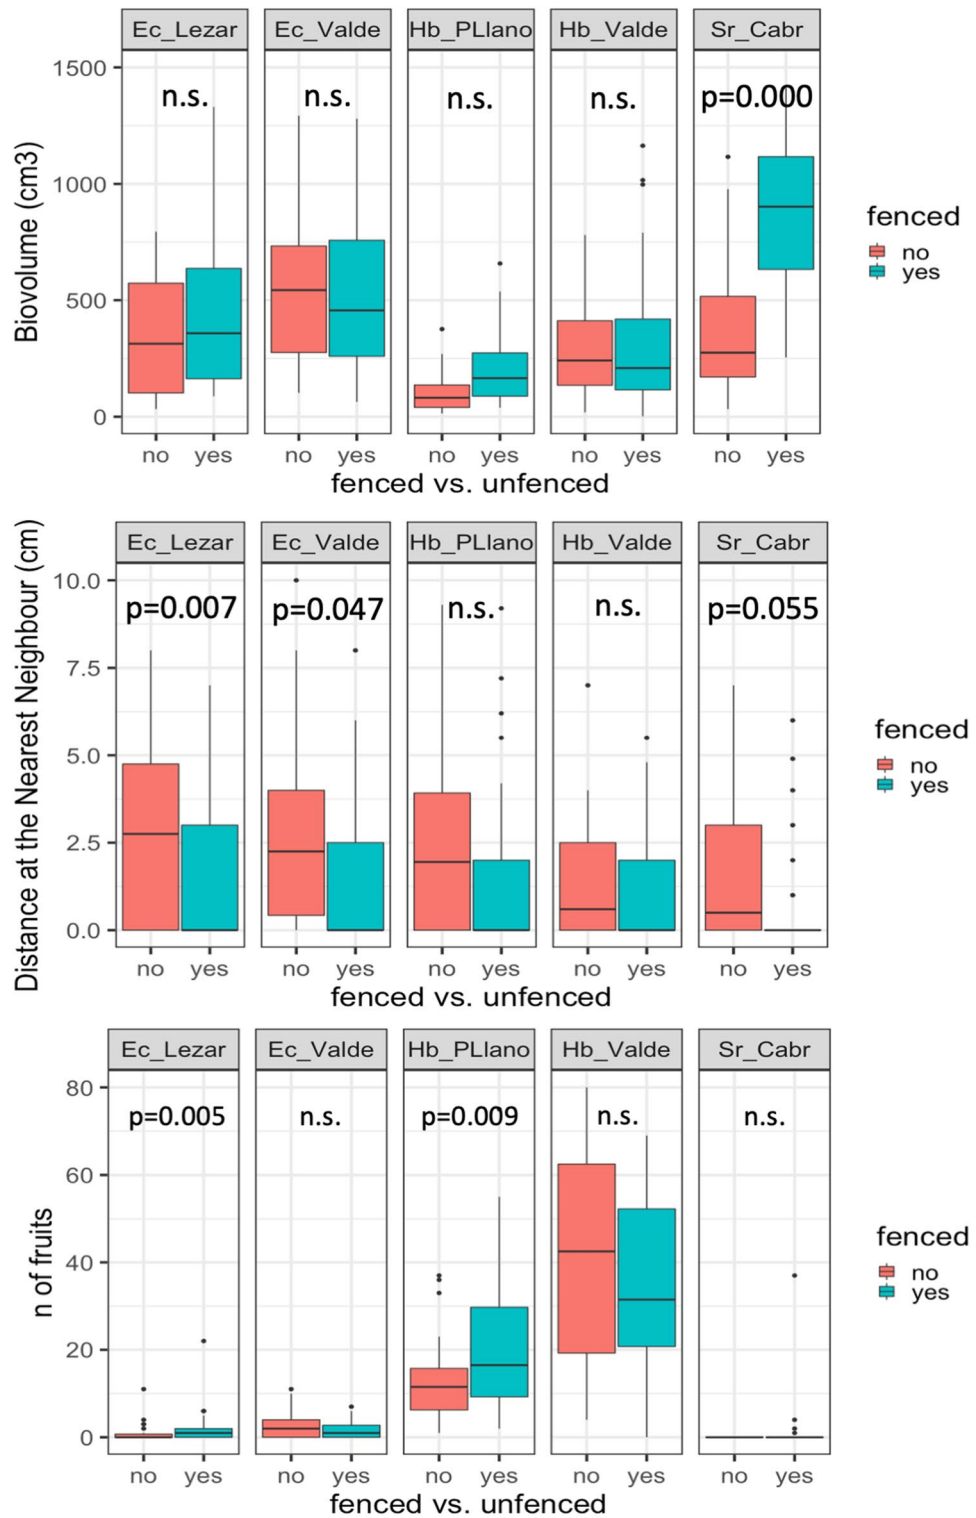 Ec_Lezar Ec_Valde Hb_PLlano Hb_Valde Sr_Cabr
1500
n.s. n.s. n.s. n.s. p=0.000
Biovolume (cm3)
1000
500
0
no yes no yes no yes no yes no yes
fenced vs. unfenced
fenced
no
yes
Ec_Lezar Ec_Valde Hb_PLlano Hb_Valde Sr_Cabr
10.0
p=0.007 p=0.047 n.s. n.s. p=0.055
Distance at the Nearest Neighbour (cm)
7.5
5.0
2.5
0.0
no yes no yes no yes no yes no yes
fenced vs. unfenced
fenced
no
yes
Ec_Lezar Ec_Valde Hb_PLlano Hb_Valde Sr_Cabr
80
p=0.005 n.s. p=0.009 n.s. n.s.
n of fruits
60
40
20
0
no yes no yes no yes no yes no yes
fenced vs. unfenced
fenced
no
yes